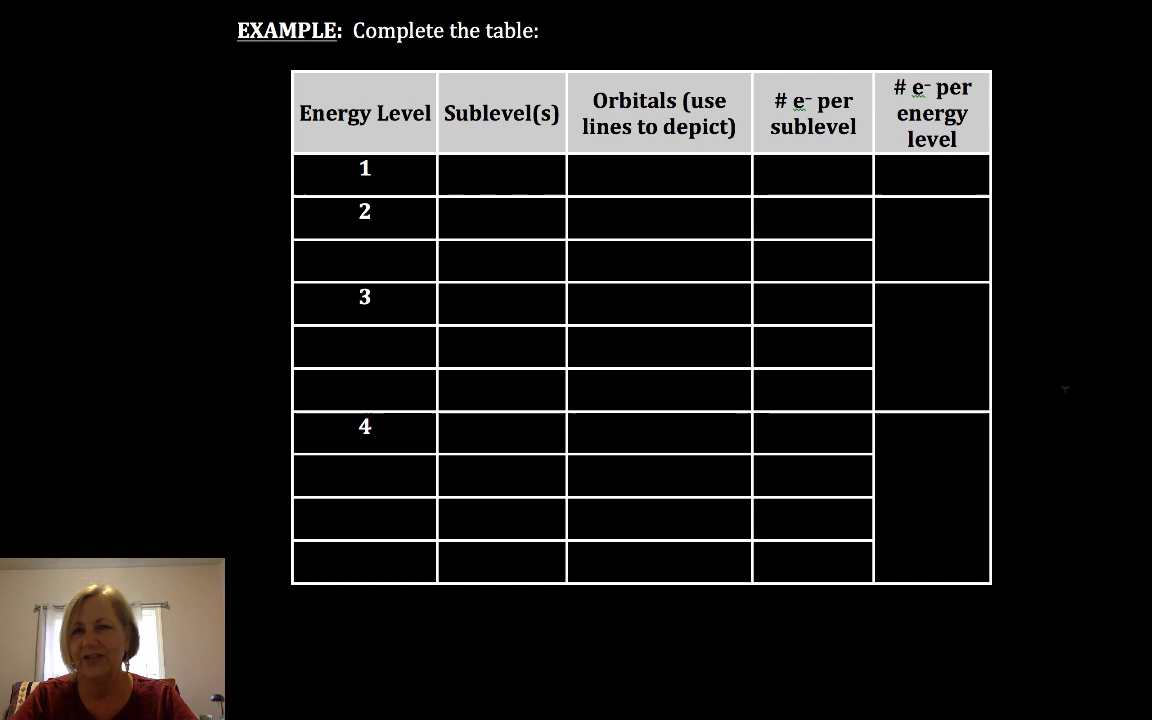 EXAMPLE: Complete the table:
Energy Level
Sublevel(s)
Orbitals (use
lines to depict)
# e⁻ per
sublevel
# e⁻ per
energy
level
1
2
3
4